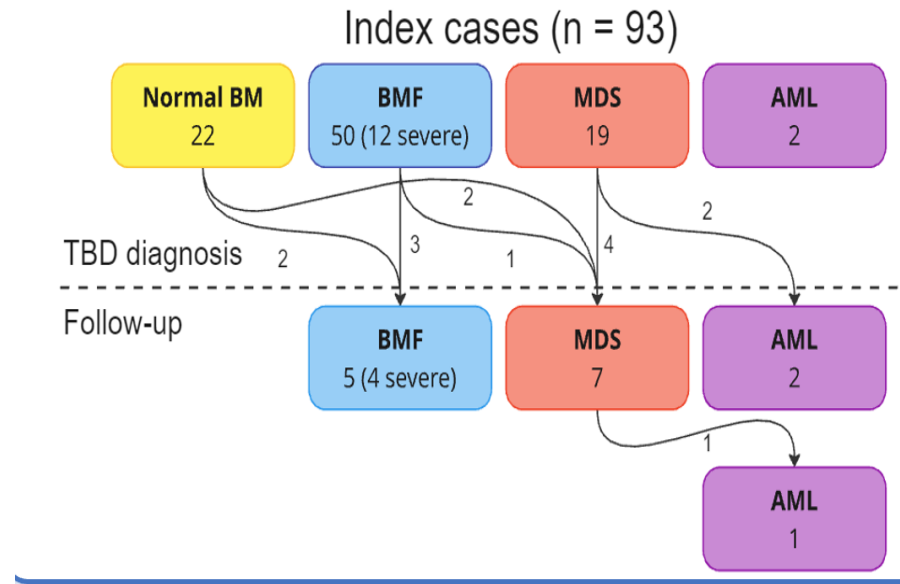 Index cases (n = 93)
Normal BM
22
BMF
50 (12 severe)
MDS
19
AML
2
2
2
TBD diagnosis
2
3
1
4
Follow-up
BMF
5 (4 severe)
MDS
7
AML
2
1
AML
1